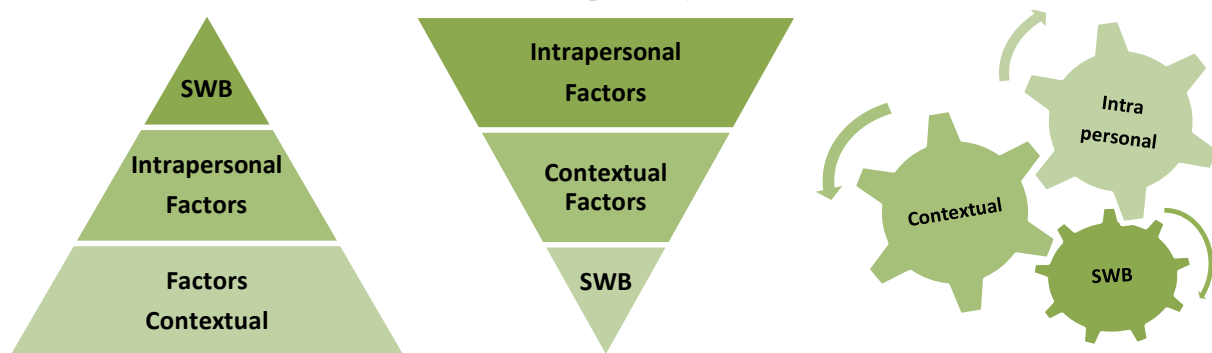 SWB
Intrapersonal
Factors
Factors
Contextual
Intrapersonal
Factors
Contextual
Factors
SWB
Intra
personal
Contextual
SWB